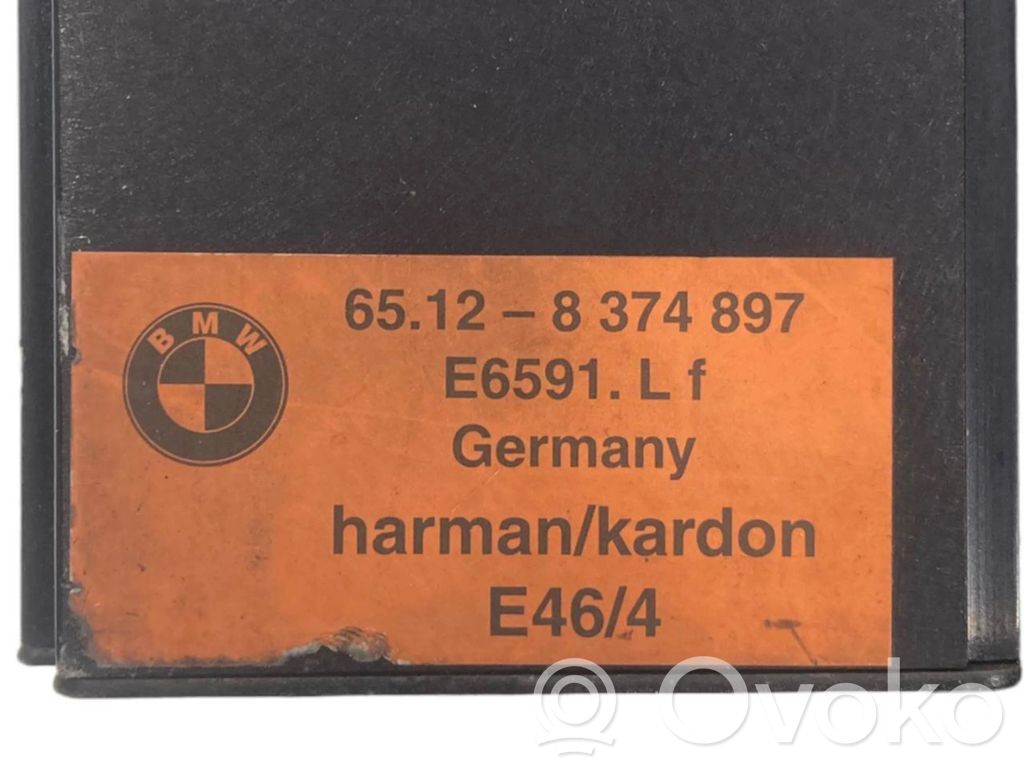 65.12 – 8 374 897
BMW
E6591. L f
Germany
harman/kardon
E46/4
Ovoko